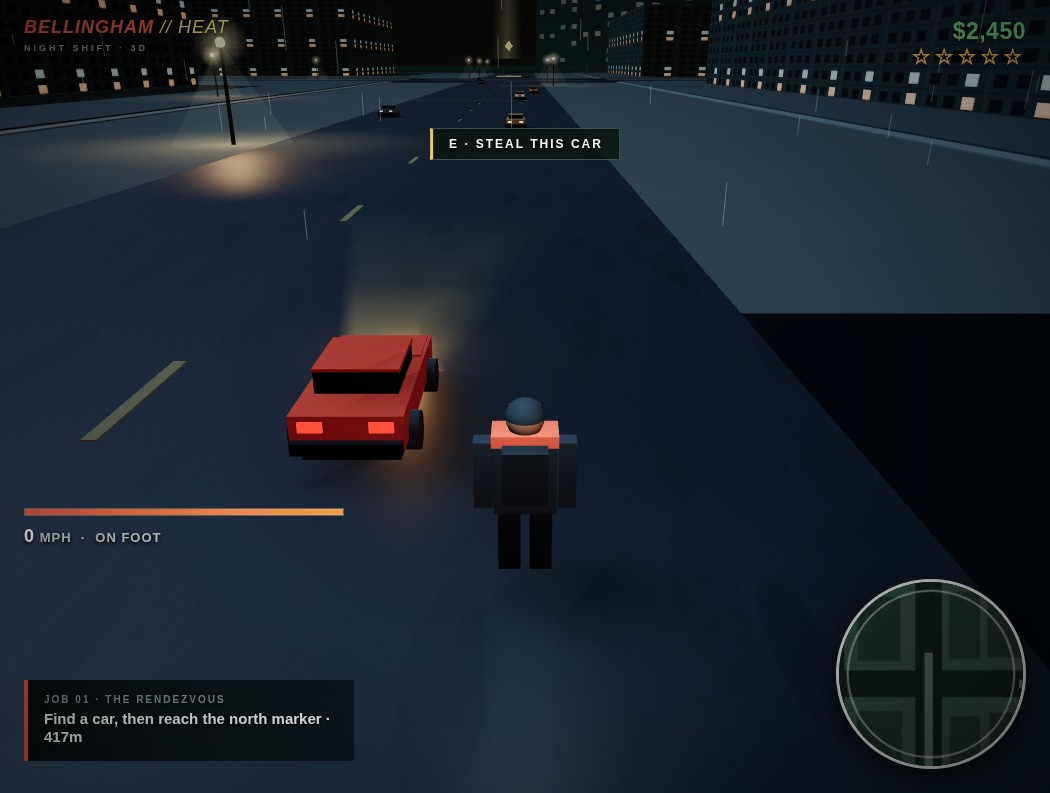 BELLINGHAM // HEAT
NIGHT SHIFT · 3D
$2,450
E · STEAL THIS CAR
0 MPH · ON FOOT
JOB 01 · THE RENDEZVOUS
Find a car, then reach the north marker ·
417m